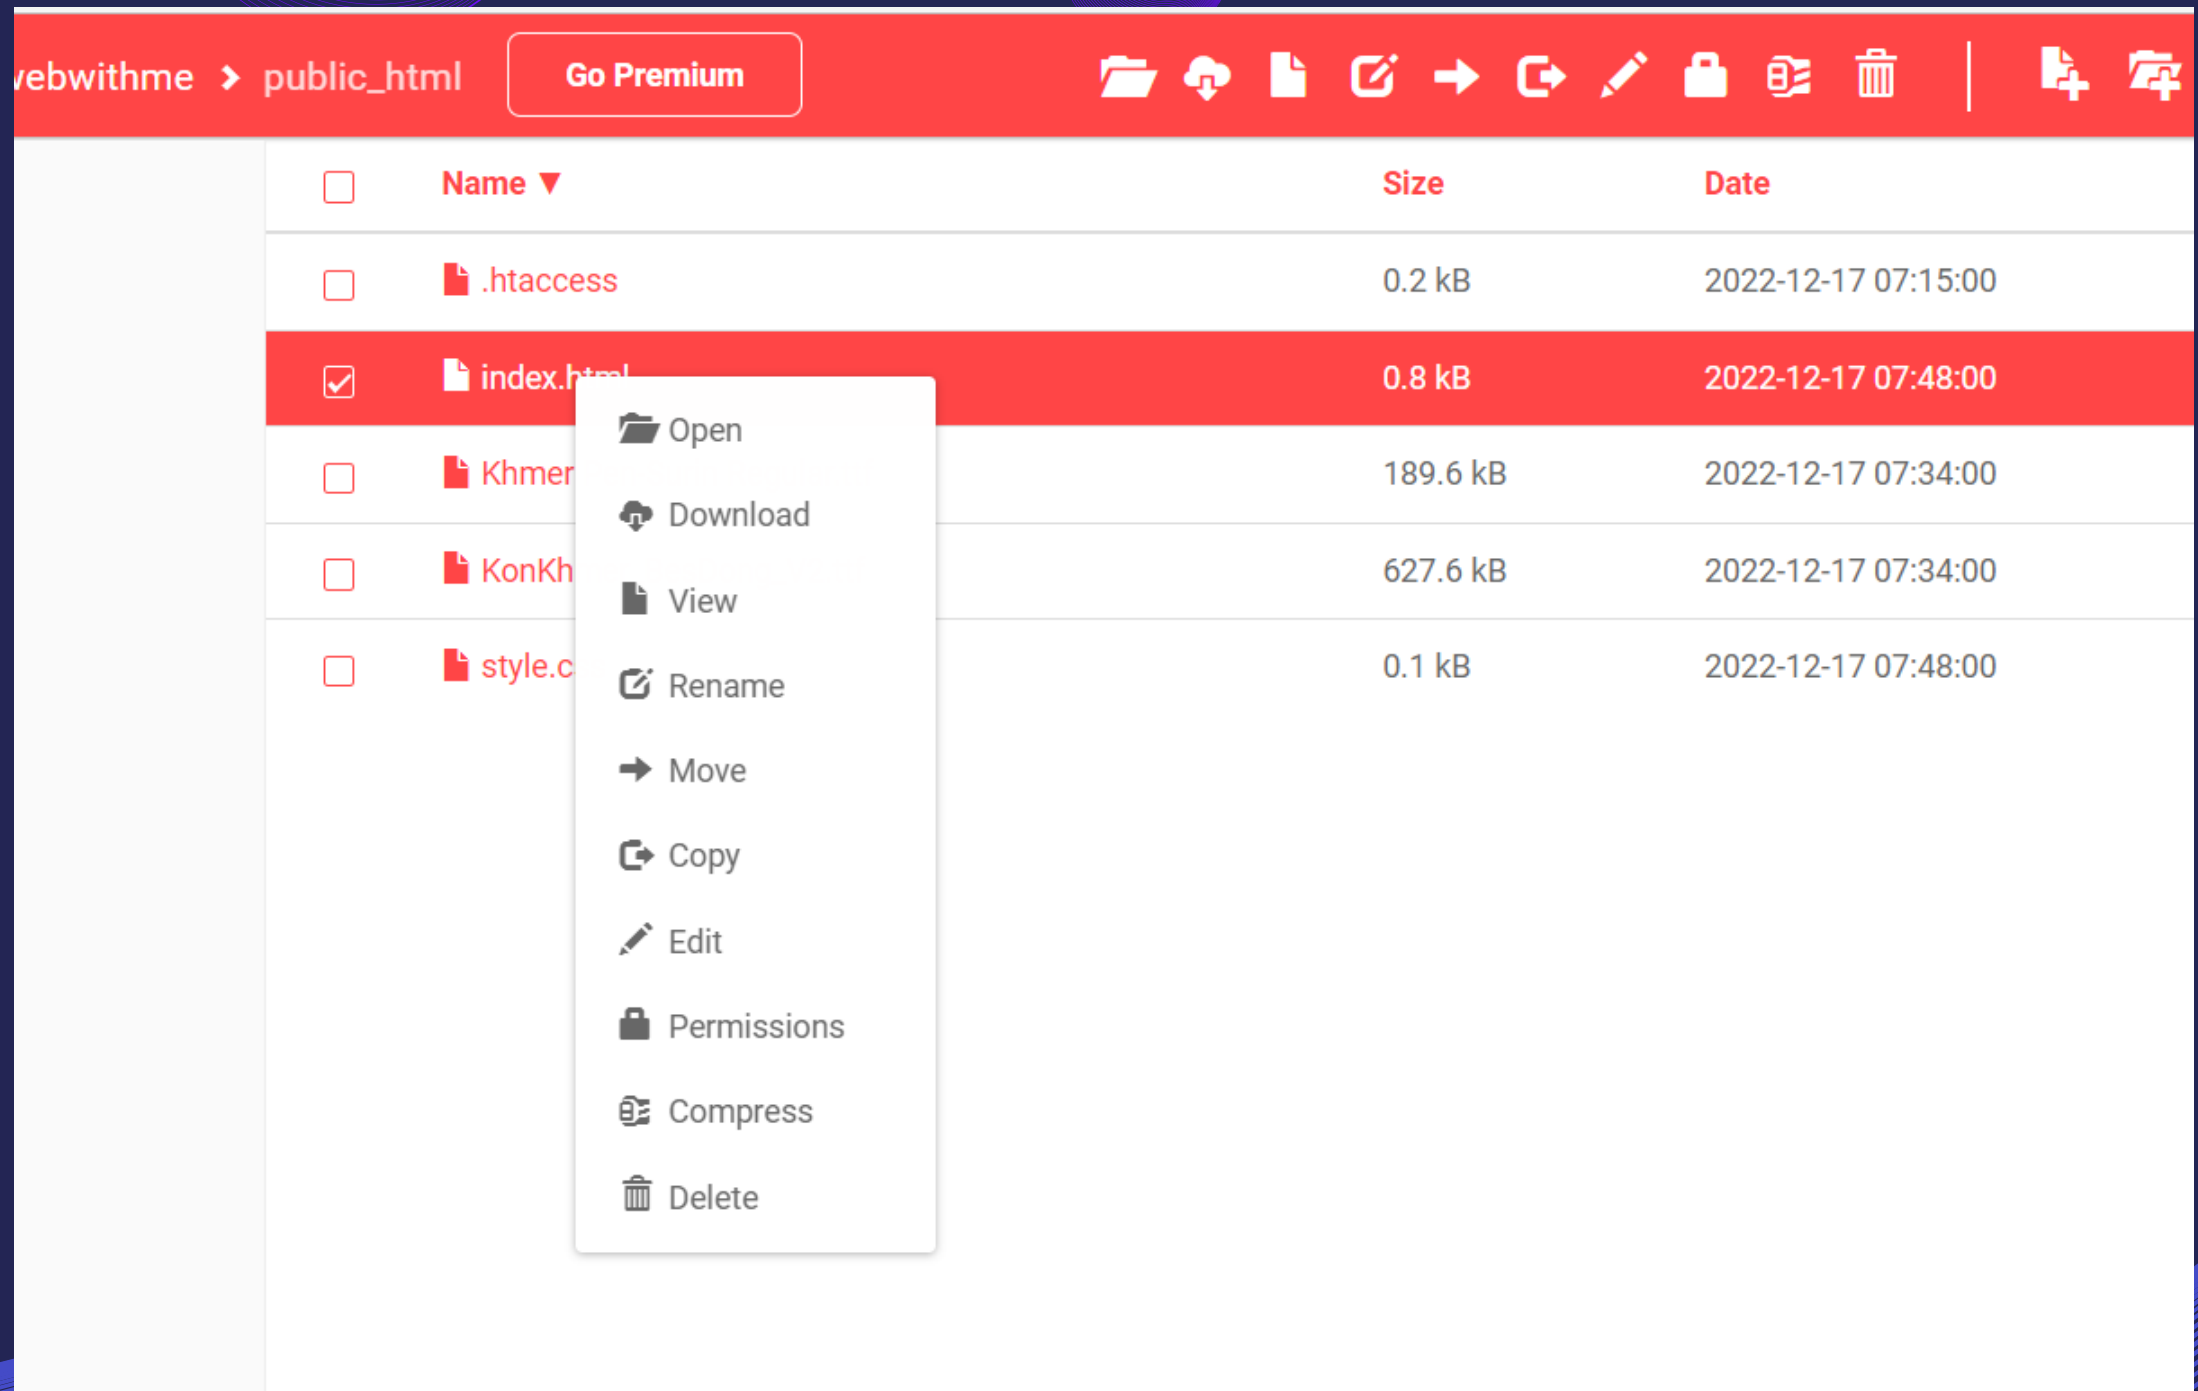 webwithme > public_html Go Premium
Name ▼ Size Date
.htaccess 0.2 kB 2022-12-17 07:15:00
index.html 0.8 kB 2022-12-17 07:48:00
Khmer 189.6 kB 2022-12-17 07:34:00
KonKh 627.6 kB 2022-12-17 07:34:00
style.c 0.1 kB 2022-12-17 07:48:00
Open
Download
View
Rename
Move
Copy
Edit
Permissions
Compress
Delete